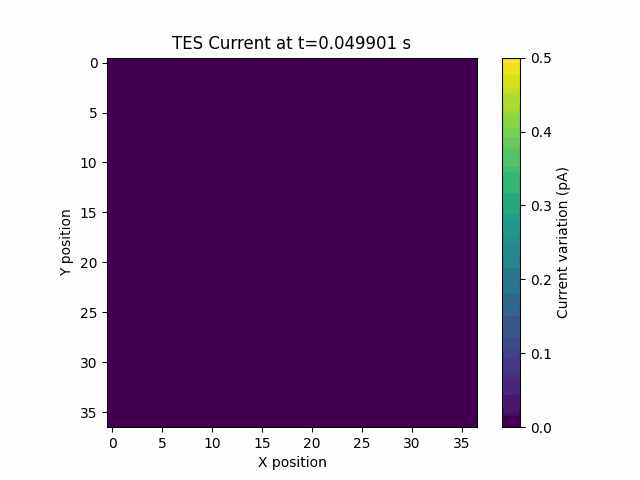 TES Current at t=0.049901 s
0
5
10
15
20
25
30
35
Y position
0 5 10 15 20 25 30 35
X position
0.5
0.4
0.3
0.2
0.1
0.0
Current variation (pA)